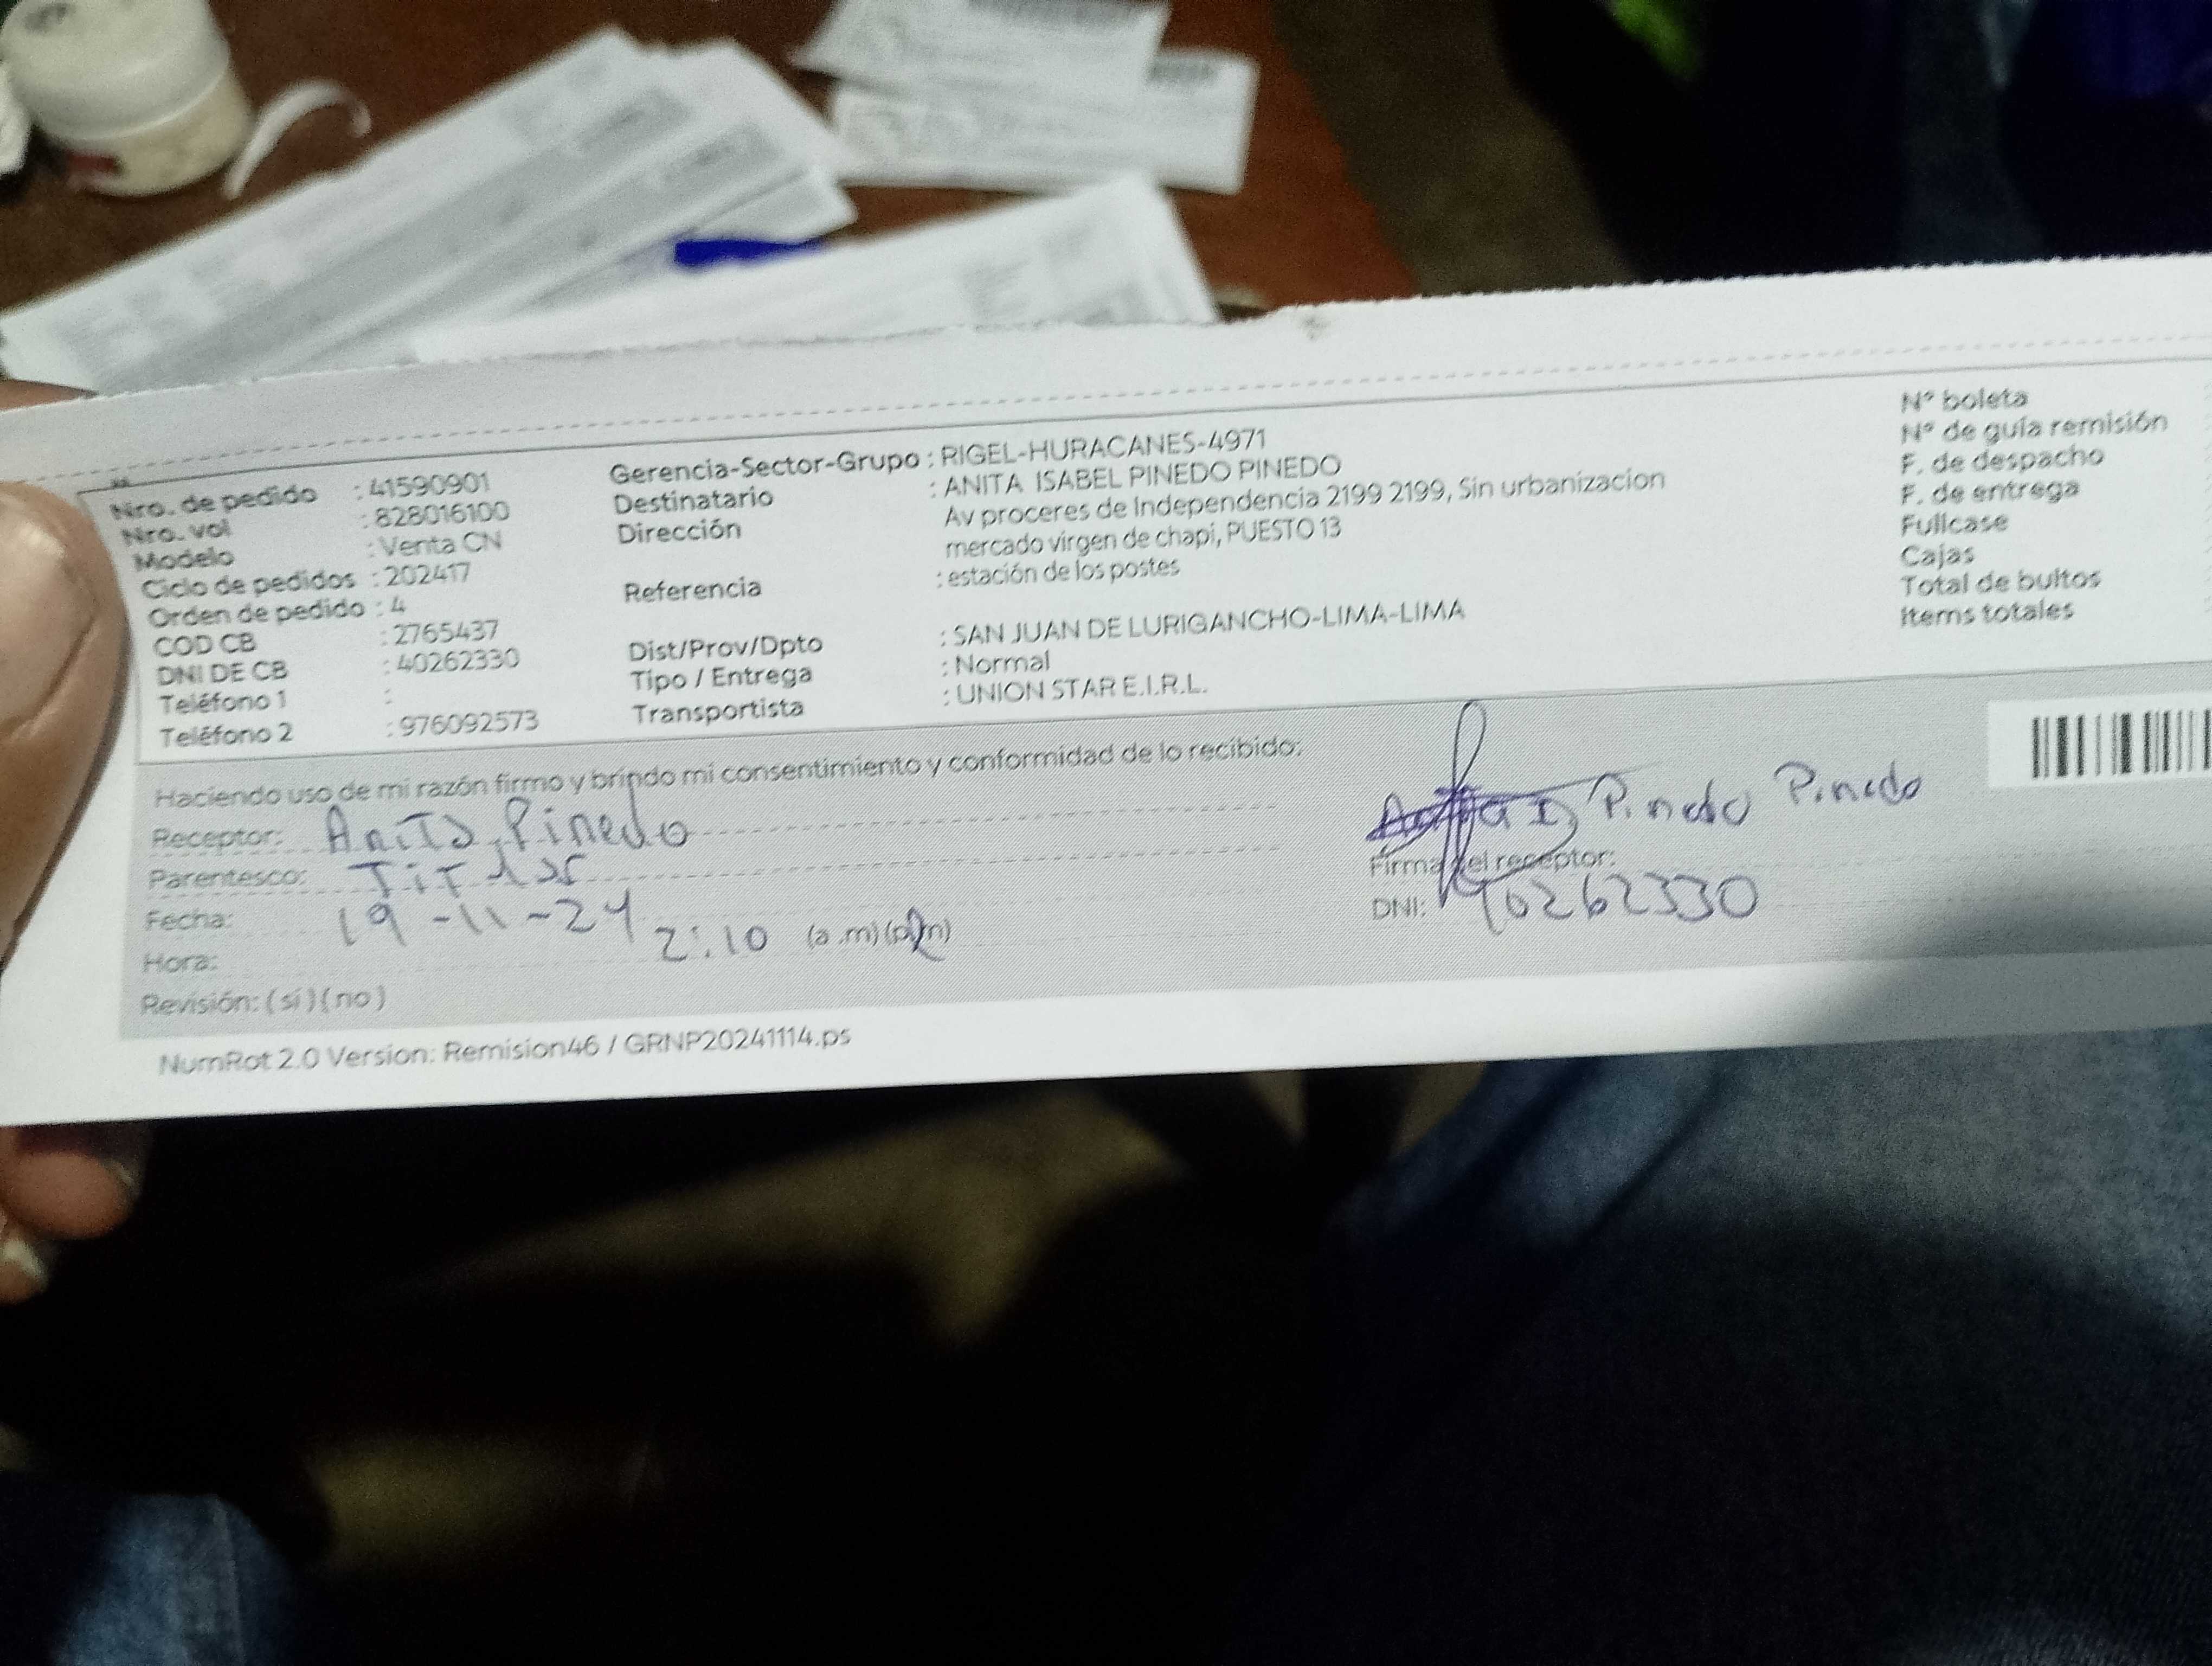 Nro. de pedido : 41590901
Nro. vol : 828016100
Modelo : Venta CN
Ciclo de pedidos : 202417
Orden de pedido : 4
COD CB : 2765437
DNI DE CB : 40262330
Teléfono 1 :
Teléfono 2 : 976092573
Gerencia-Sector-Grupo : RIGEL-HURACANES-4971
Destinatario : ANITA ISABEL PINEDO PINEDO
Dirección Av proceres de Independencia 2199 2199, Sin urbanizacion
mercado virgen de chapi, PUESTO 13
Referencia : estación de los postes
Dist/Prov/Dpto : SAN JUAN DE LURIGANCHO-LIMA-LIMA
Tipo / Entrega : Normal
Transportista : UNION STAR E.I.R.L.
N° boleta
N° de guía remisión
F. de despacho
F. de entrega
Fullcase
Cajas
Total de bultos
Items totales
Haciendo uso de mi razón firmo y brindo mi consentimiento y conformidad de lo recibido:
Receptor: Anita Pinedo
Parentesco: Titular
Fecha: 19-11-24
Hora: 2:10 (a.m)(p.m)
Revisión: (si)(no)
Anita I Pinedo Pinedo
Firma del receptor:
DNI: 40262330
NumRot 2.0 Version: Remision46 / GRNP20241114.ps